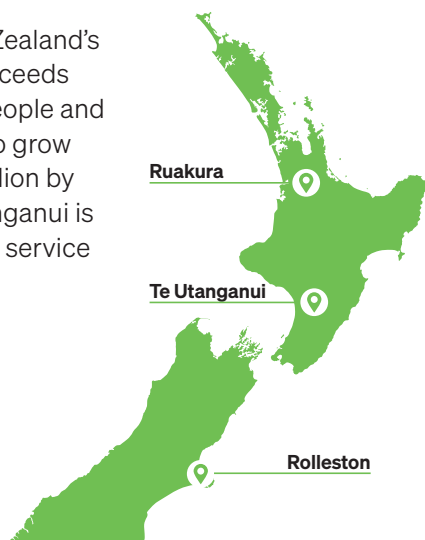 Zealand’s
ceeds
eople and
o grow
lion by
nganui is
service
Ruakura
Te Utanganui
Rolleston